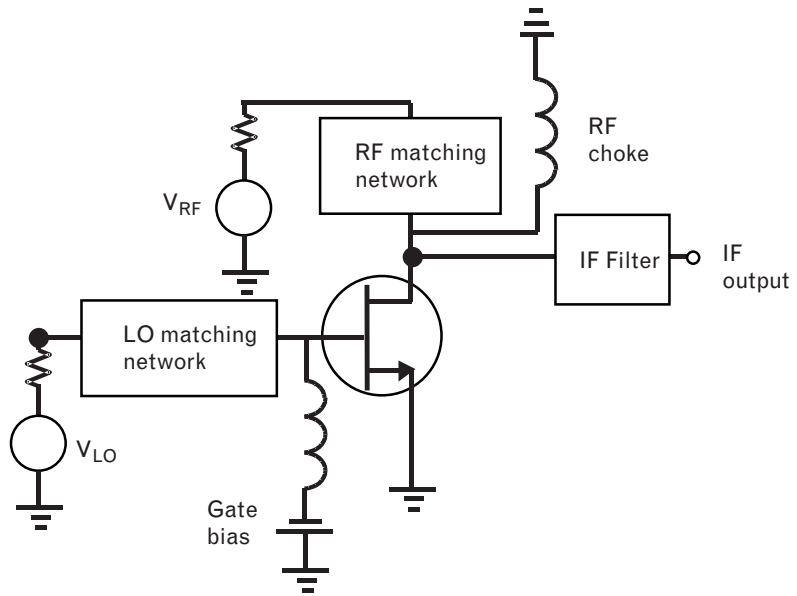 RF
choke
RF matching
network
V_RF
IF Filter
IF
output
LO matching
network
V_LO
Gate
bias